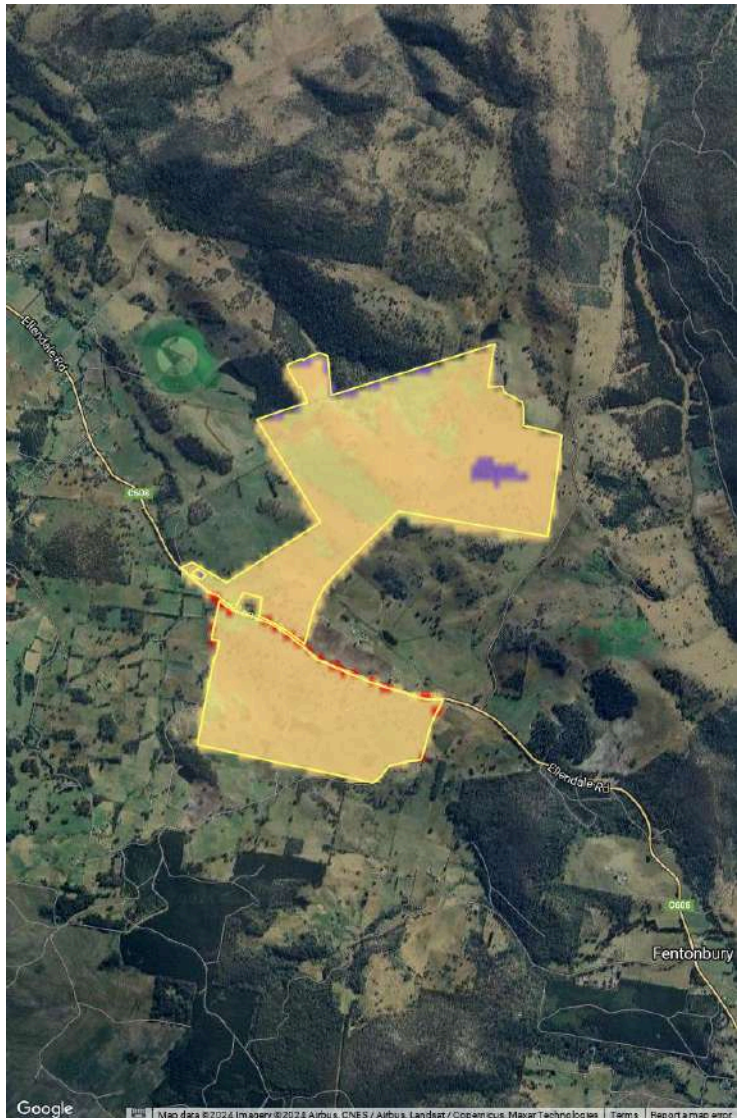 Ellendale Rd
C608
Ellendale Rd
C608
Fentonbury
Google
Map data ©2024 Imagery ©2024 Airbus, CNES / Airbus, Landsat / Copernicus, Maxar Technologies
Terms
Report a map error